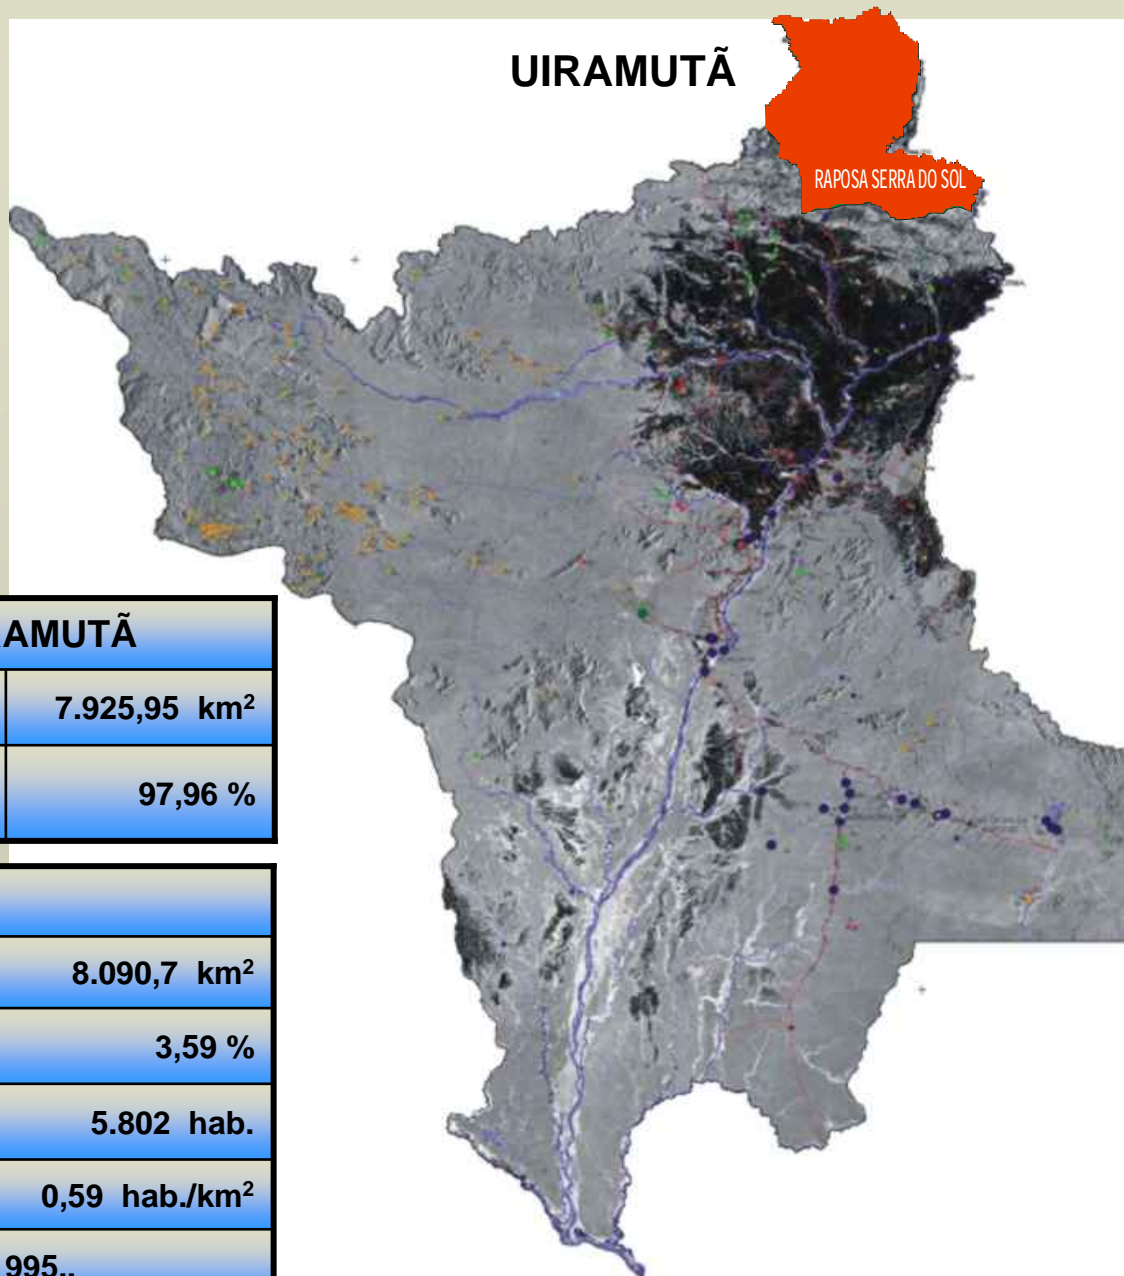 UIRAMUTÃ
RAPOSA SERRA DO SOL
AMUTÃ
7.925,95 km²
97,96 %
8.090,7 km²
3,59 %
5.802 hab.
0,59 hab./km²
995..